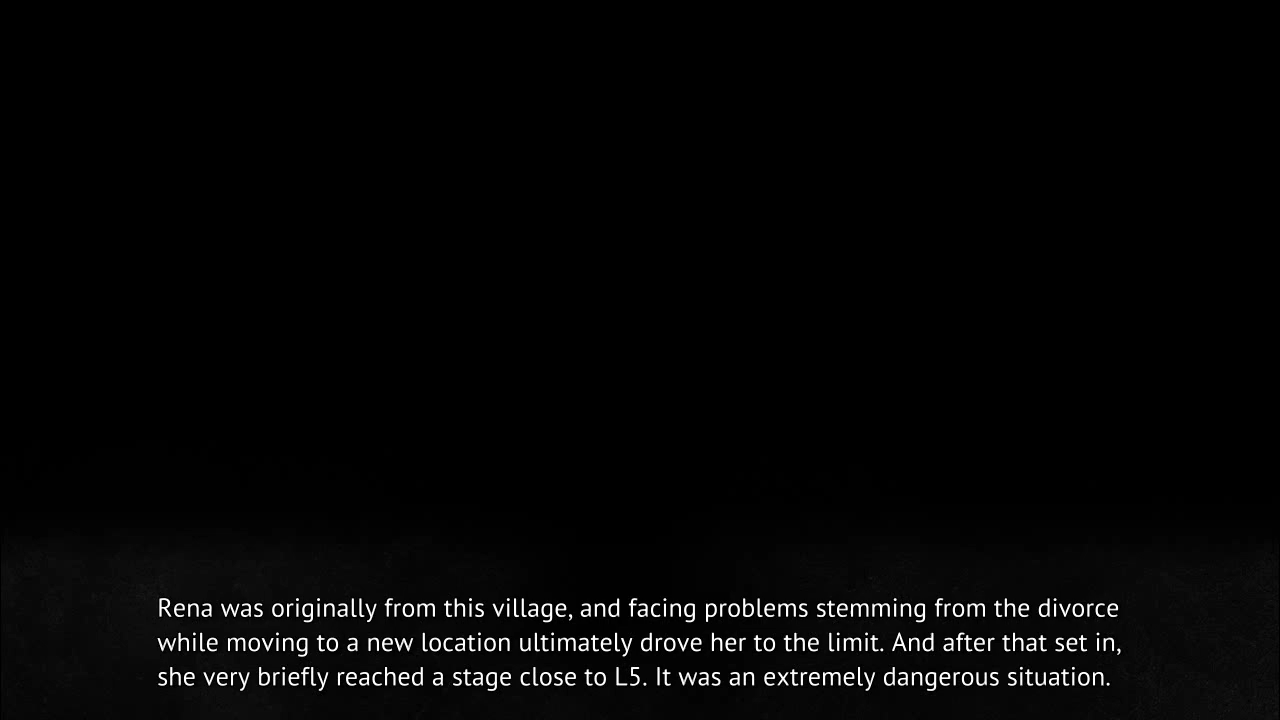 Rena was originally from this village, and facing problems stemming from the divorce
while moving to a new location ultimately drove her to the limit. And after that set in,
she very briefly reached a stage close to L5. It was an extremely dangerous situation.